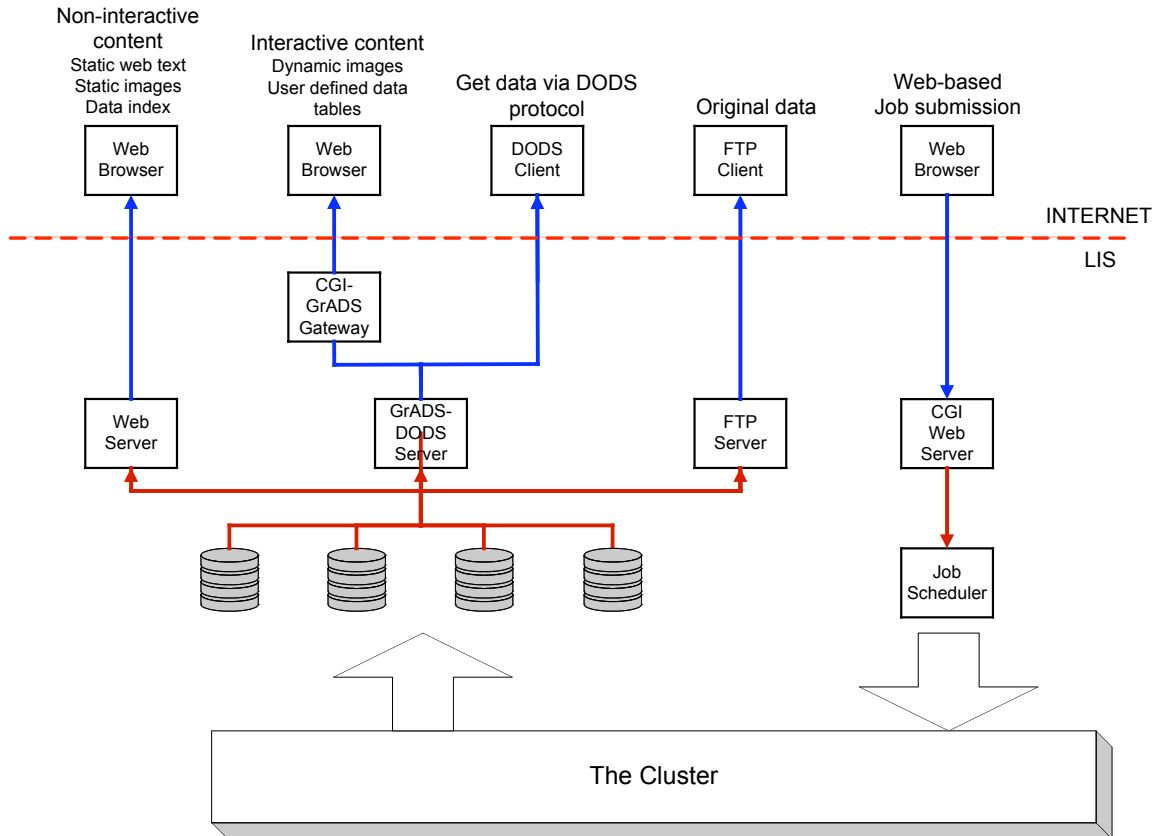 Non-interactive
content
Static web text
Static images
Data index
Interactive content
Dynamic images
User defined data
tables
Get data via DODS
protocol
Original data
Web-based
Job submission
Web
Browser
Web
Browser
DODS
Client
FTP
Client
Web
Browser
INTERNET
LIS
CGI-
GrADS
Gateway
Web
Server
GrADS-
DODS
Server
FTP
Server
CGI
Web
Server
Job
Scheduler
The Cluster